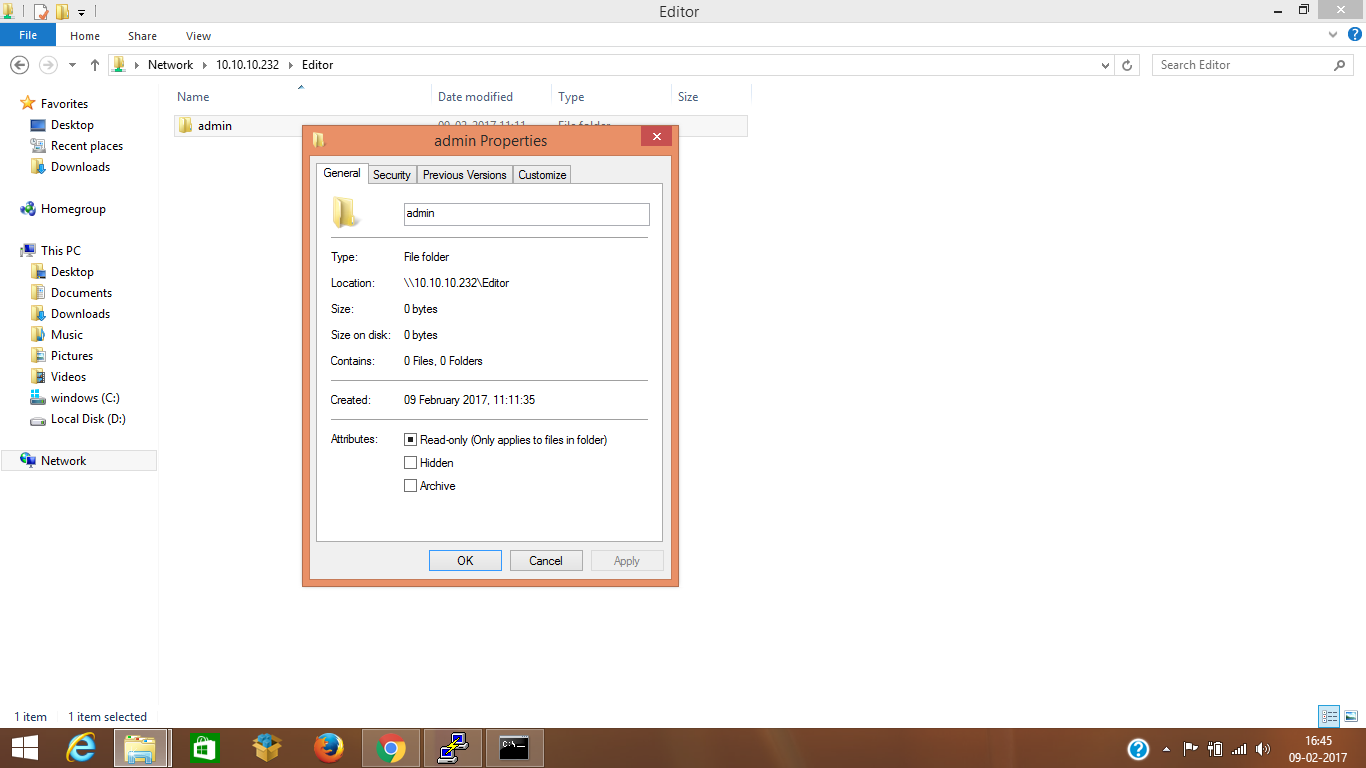 Editor
File Home Share View
Network 10.10.10.232 Editor
Search Editor
Name Date modified Type Size
admin 09-02-2017 11:11 File folder
Favorites
Desktop
Recent places
Downloads
Homegroup
This PC
Desktop
Documents
Downloads
Music
Pictures
Videos
windows (C:)
Local Disk (D:)
Network
admin Properties
General Security Previous Versions Customize
admin
Type: File folder
Location: \\10.10.10.232\Editor
Size: 0 bytes
Size on disk: 0 bytes
Contains: 0 Files, 0 Folders
Created: 09 February 2017, 11:11:35
Attributes: Read-only (Only applies to files in folder)
Hidden
Archive
OK Cancel Apply
1 item 1 item selected
C:\_
16:45
09-02-2017